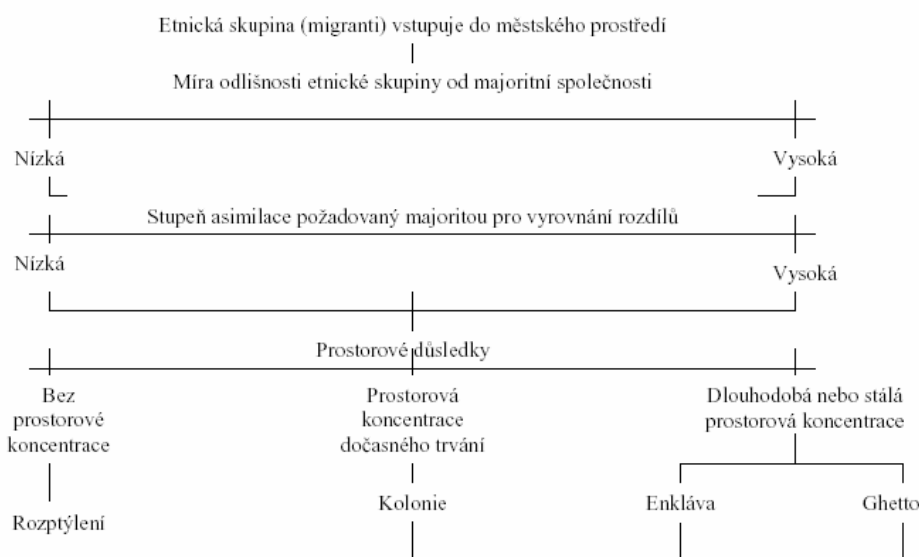 Etnická skupina (migranti) vstupuje do městského prostředí
Míra odlišnosti etnické skupiny od majoritní společnosti
Nízká
Vysoká
Stupeň asimilace požadovaný majoritou pro vyrovnání rozdílů
Nízká
Vysoká
Prostorové důsledky
Bez
prostorové
koncentrace
Prostorová
koncentrace
dočasného trvání
Dlouhodobá nebo stálá
prostorová koncentrace
Rozptýlení
Kolonie
Enkláva
Ghetto